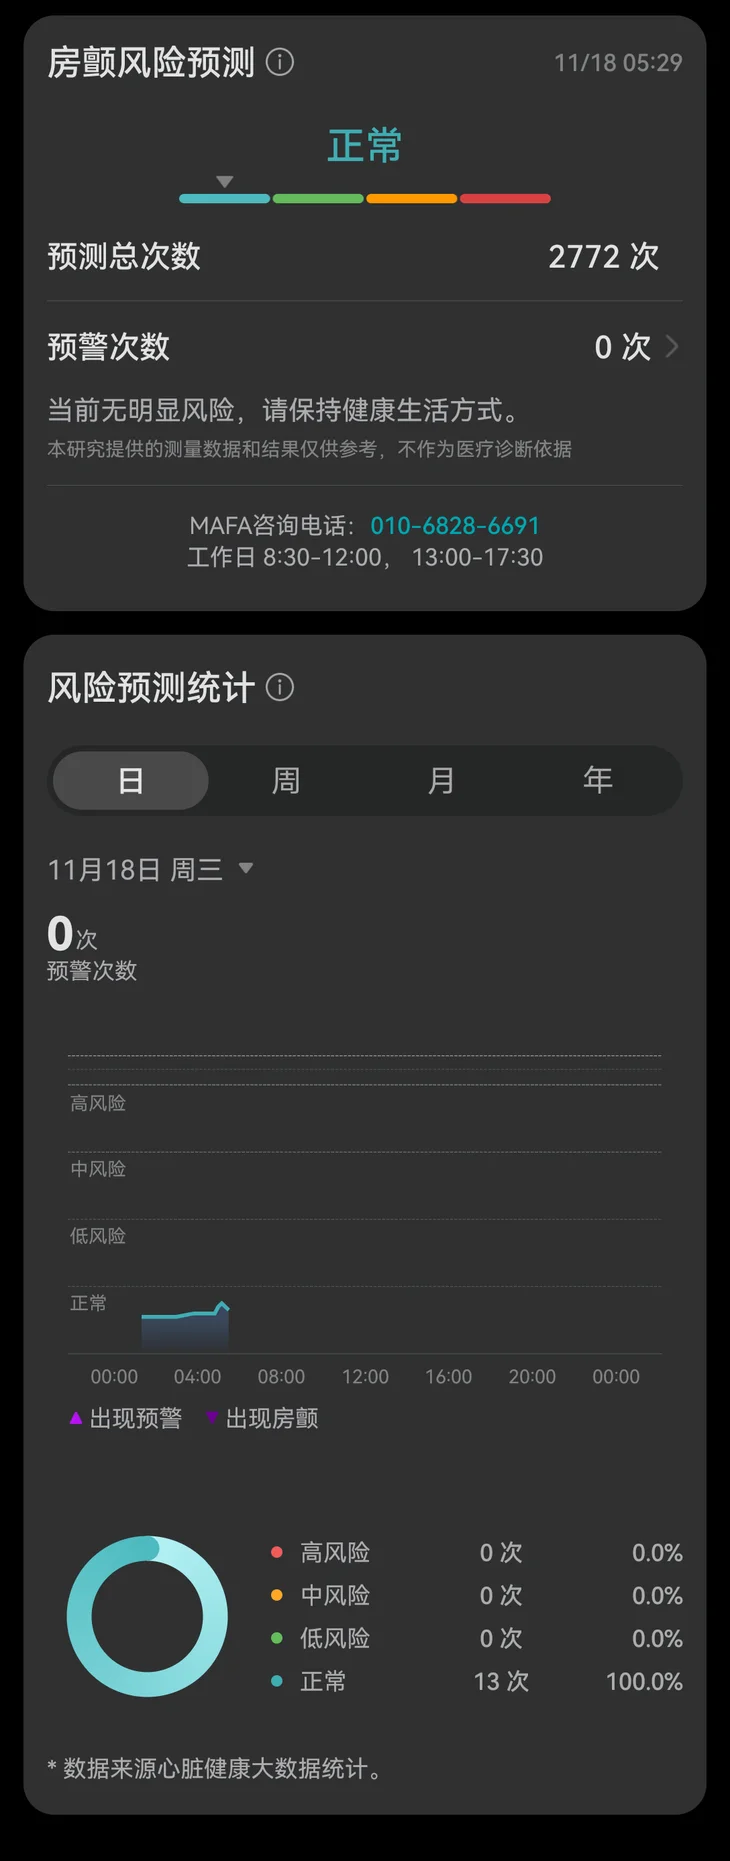 房颤风险预测 11/18 05:29
正常
预测总次数 2772 次
预警次数 0 次
当前无明显风险，请保持健康生活方式。
本研究提供的测量数据和结果仅供参考，不作为医疗诊断依据
MAFA咨询电话：010-6828-6691
工作日 8:30-12:00， 13:00-17:30
风险预测统计
日 周 月 年
11月18日 周三
0次
预警次数
高风险
中风险
低风险
正常
00:00 04:00 08:00 12:00 16:00 20:00 00:00
出现预警 出现房颤
高风险 0 次 0.0%
中风险 0 次 0.0%
低风险 0 次 0.0%
正常 13 次 100.0%
* 数据来源心脏健康大数据统计。